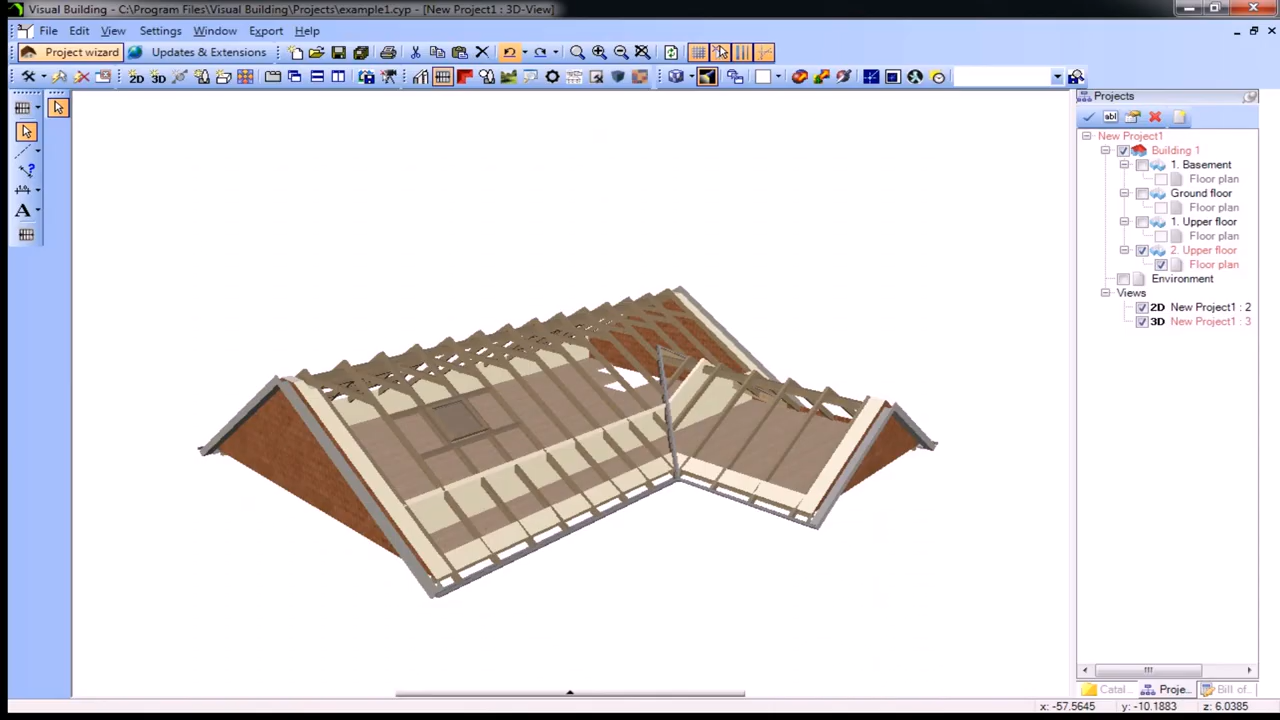 Visual Building - C:\Program Files\Visual Building\Projects\example1.cyp - [New Project1 : 3D-View]
File Edit View Settings Window Export Help
Project wizard Updates & Extensions
2D 3D
Projects
abl
New Project1
Building 1
1. Basement
Floor plan
Ground floor
Floor plan
1. Upper floor
Floor plan
2. Upper floor
Floor plan
Environment
Views
2D New Project1 : 2
3D New Project1 : 3
A
Catal... Proje... Bill of...
x: -57.5645 y: -10.1883 z: 6.0385